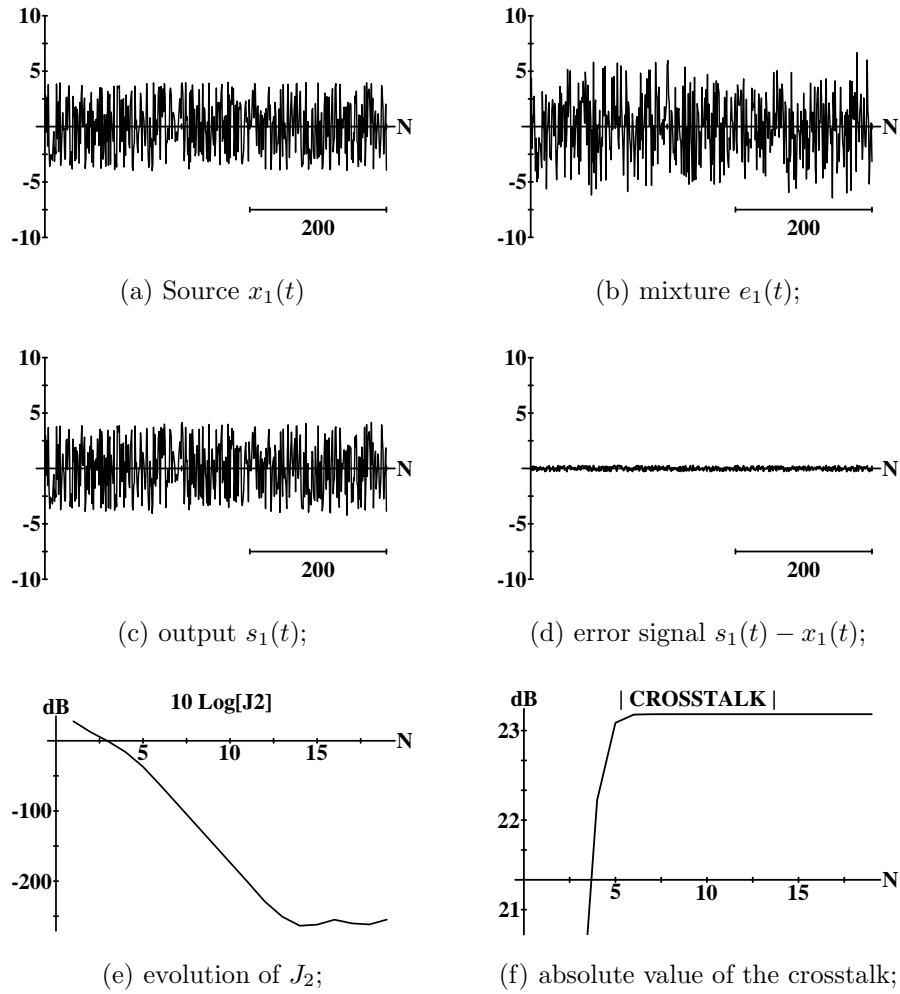 10
5
N
-5
200
-10
(a) Source x₁(t)
10
5
N
-5
200
-10
(b) mixture e₁(t);
10
5
N
-5
200
-10
(c) output s₁(t);
10
5
N
-5
200
-10
(d) error signal s₁(t) − x₁(t);
dB
10 Log[J2]
N
5
10
15
-100
-200
(e) evolution of J₂;
dB
| CROSSTALK |
23
22
N
5
10
15
21
(f) absolute value of the crosstalk;